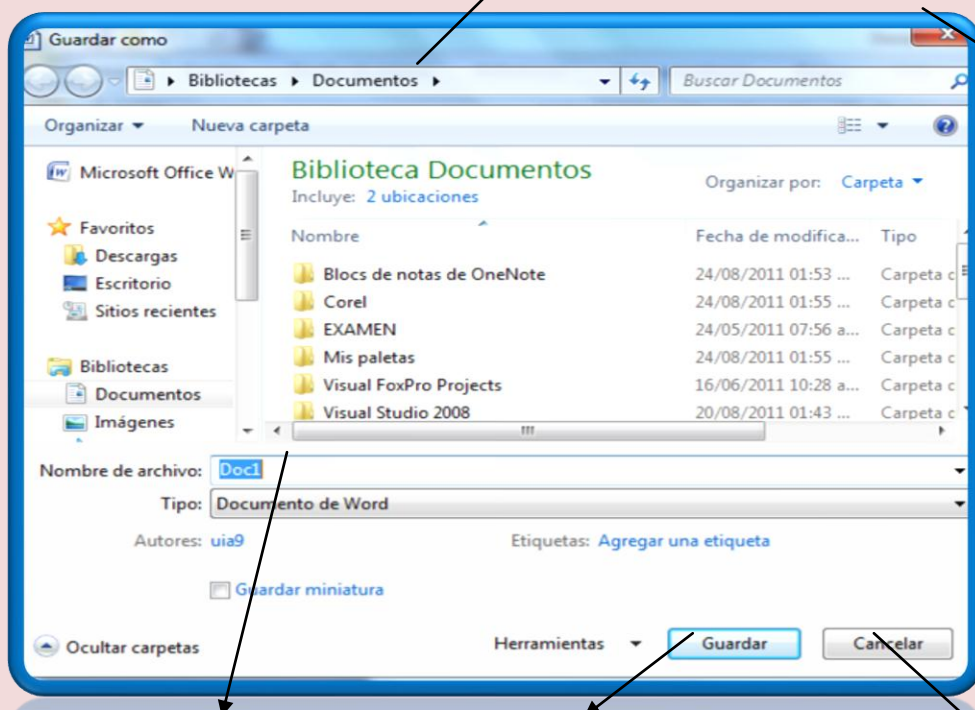 Guardar como
Bibliotecas Documentos Buscar Documentos
Organizar Nueva carpeta
Microsoft Office W
Favoritos
Descargas
Escritorio
Sitios recientes
Bibliotecas
Documentos
Imágenes
Biblioteca Documentos
Incluye: 2 ubicaciones
Organizar por: Carpeta
Nombre Fecha de modifica... Tipo
Blocs de notas de OneNote 24/08/2011 01:53 ... Carpeta c
Corel 24/08/2011 01:55 ... Carpeta c
EXAMEN 24/05/2011 07:56 a... Carpeta c
Mis paletas 24/08/2011 01:55 ... Carpeta c
Visual FoxPro Projects 16/06/2011 10:28 a... Carpeta c
Visual Studio 2008 20/08/2011 01:43 ... Carpeta c
Nombre de archivo: Doc1
Tipo: Documento de Word
Autores: uia9 Etiquetas: Agregar una etiqueta
Guardar miniatura
Ocultar carpetas Herramientas Guardar Cancelar